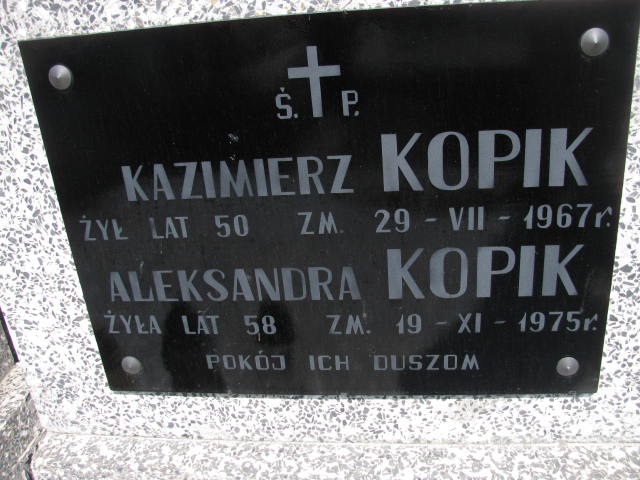 Ś. P.
KAZIMIERZ KOPIK
ŻYŁ LAT 50 ZM. 29 - VII - 1967r.
ALEKSANDRA KOPIK
ŻYŁA LAT 58 ZM. 19 - XI - 1975r.
POKÓJ ICH DUSZOM